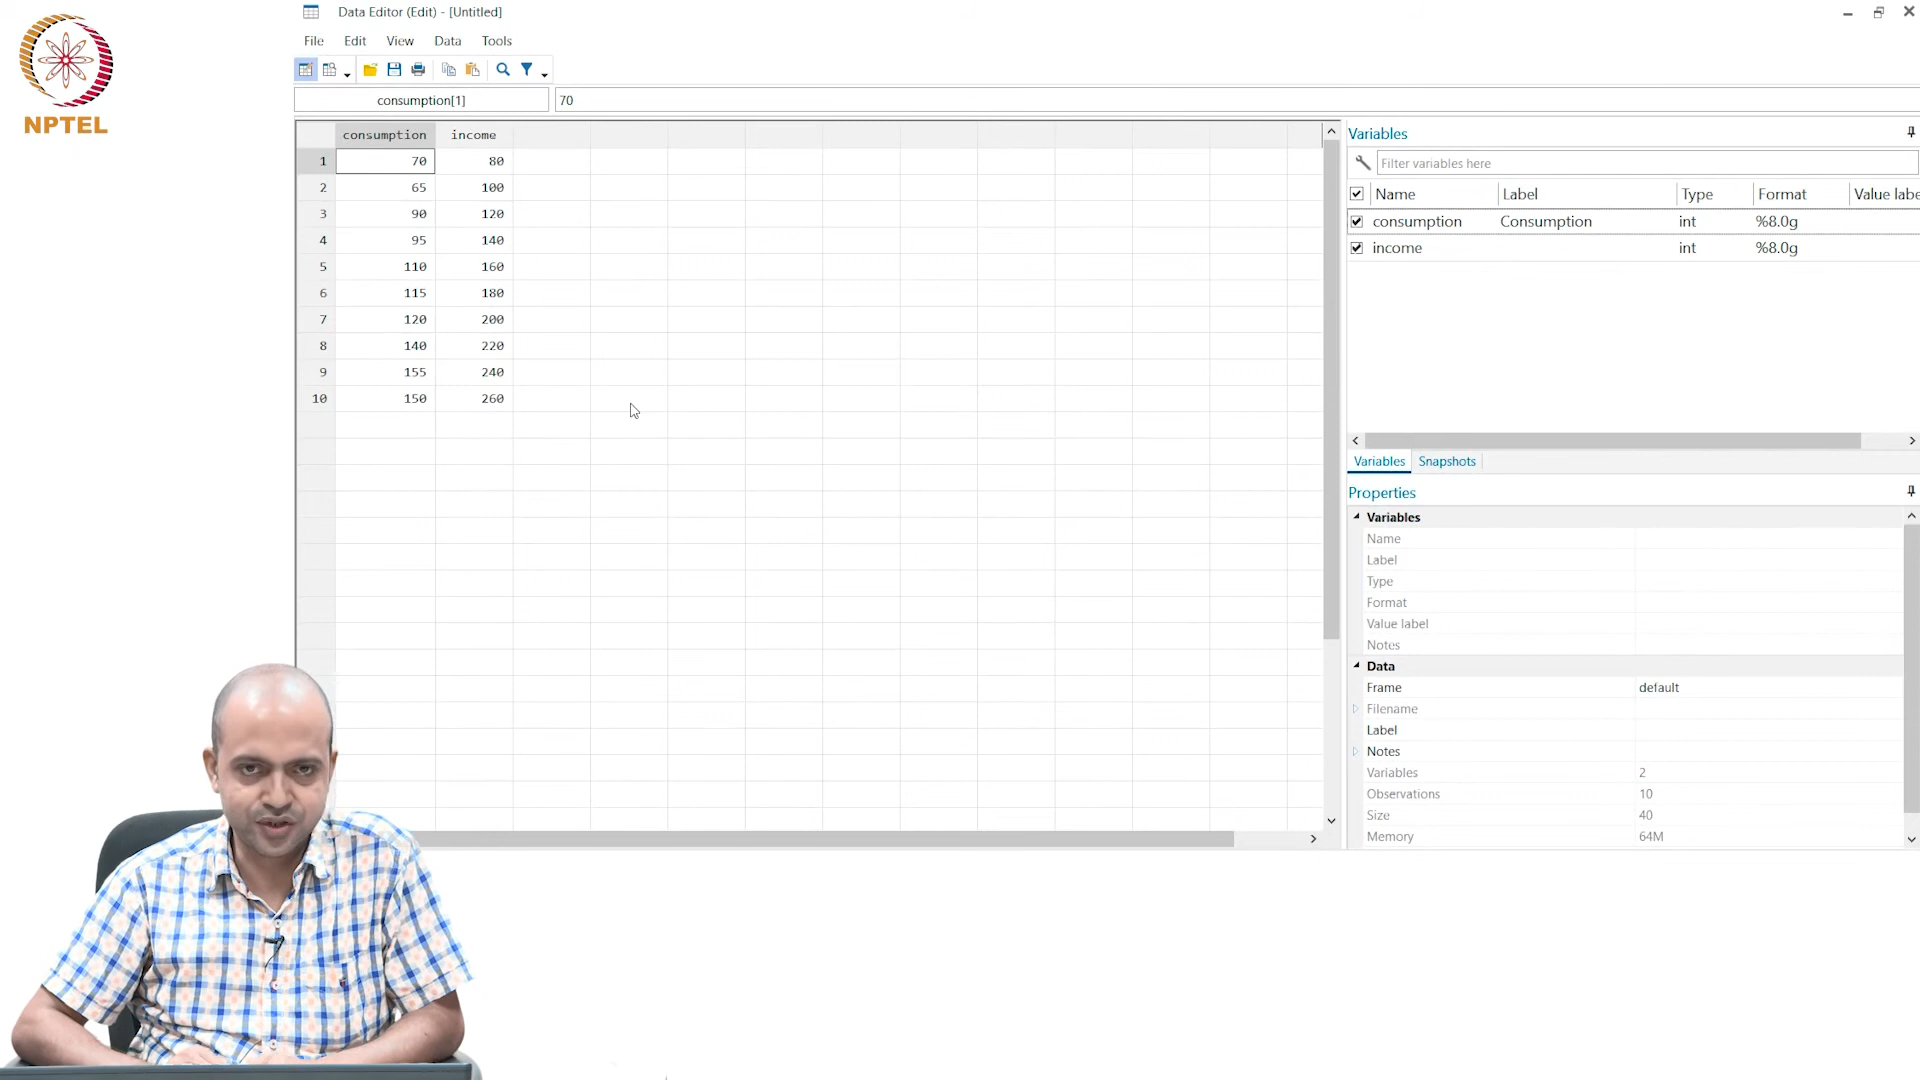 NPTEL
Data Editor (Edit) - [Untitled]
File Edit View Data Tools
consumption[1] 70
consumption income
1 70 80
2 65 100
3 90 120
4 95 140
5 110 160
6 115 180
7 120 200
8 140 220
9 155 240
10 150 260
Variables
Filter variables here
Name Label Type Format Value labe
consumption Consumption int %8.0g
income int %8.0g
Variables Snapshots
Properties
Variables
Name
Label
Type
Format
Value label
Notes
Data
Frame default
Filename
Label
Notes
Variables 2
Observations 10
Size 40
Memory 64M